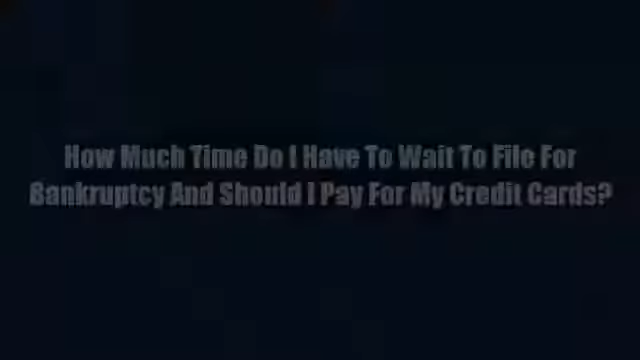 How Much Time Do I Have To Wait To File For
Bankruptcy And Should I Pay For My Credit Cards?